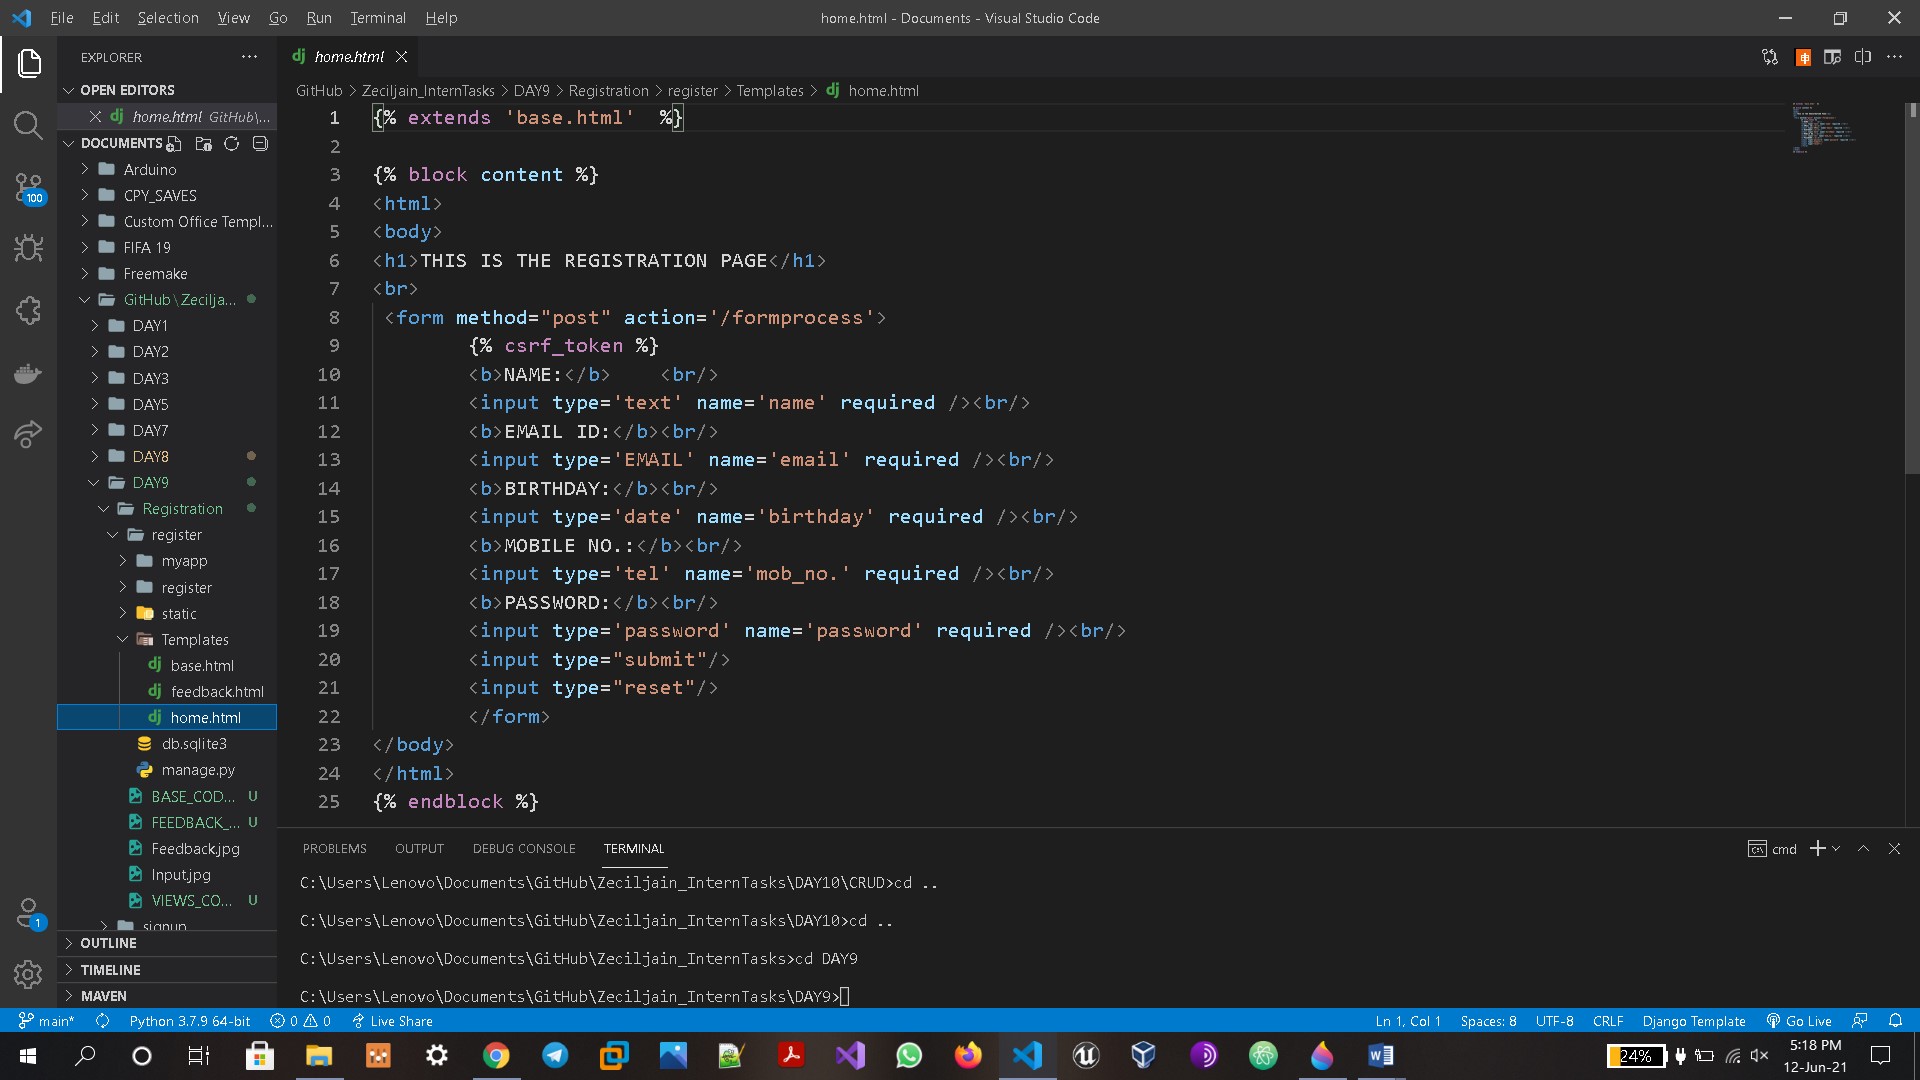 File Edit Selection View Go Run Terminal Help
home.html - Documents - Visual Studio Code
EXPLORER
home.html
OPEN EDITORS
home.html GitHub\...
DOCUMENTS
Arduino
CPY_SAVES
Custom Office Templ...
FIFA 19
Freemake
GitHub\Zecilja...
DAY1
DAY2
DAY3
DAY5
DAY7
DAY8
DAY9
Registration
register
myapp
register
static
Templates
base.html
feedback.html
home.html
db.sqlite3
manage.py
BASE_COD... U
FEEDBACK_... U
Feedback.jpg
Input.jpg
VIEWS_CO... U
signup
OUTLINE
TIMELINE
MAVEN
100
1
GitHub > Zeciljain_InternTasks > DAY9 > Registration > register > Templates > home.html
1 {% extends 'base.html'  %}
2
3 {% block content %}
4 <html>
5 <body>
6 <h1>THIS IS THE REGISTRATION PAGE</h1>
7 <br>
8 <form method="post" action='/formprocess'>
9 {% csrf_token %}
10 <b>NAME:</b>    <br/>
11 <input type='text' name='name' required /><br/>
12 <b>EMAIL ID:</b><br/>
13 <input type='EMAIL' name='email' required /><br/>
14 <b>BIRTHDAY:</b><br/>
15 <input type='date' name='birthday' required /><br/>
16 <b>MOBILE NO.:</b><br/>
17 <input type='tel' name='mob_no.' required /><br/>
18 <b>PASSWORD:</b><br/>
19 <input type='password' name='password' required /><br/>
20 <input type="submit"/>
21 <input type="reset"/>
22 </form>
23 </body>
24 </html>
25 {% endblock %}
PROBLEMS OUTPUT DEBUG CONSOLE TERMINAL
cmd
C:\Users\Lenovo\Documents\GitHub\Zeciljain_InternTasks\DAY10\CRUD>cd ..
C:\Users\Lenovo\Documents\GitHub\Zeciljain_InternTasks\DAY10>cd ..
C:\Users\Lenovo\Documents\GitHub\Zeciljain_InternTasks>cd DAY9
C:\Users\Lenovo\Documents\GitHub\Zeciljain_InternTasks\DAY9>
main* Python 3.7.9 64-bit 0 0 Live Share Ln 1, Col 1 Spaces: 8 UTF-8 CRLF Django Template Go Live
24%
5:18 PM
12-Jun-21